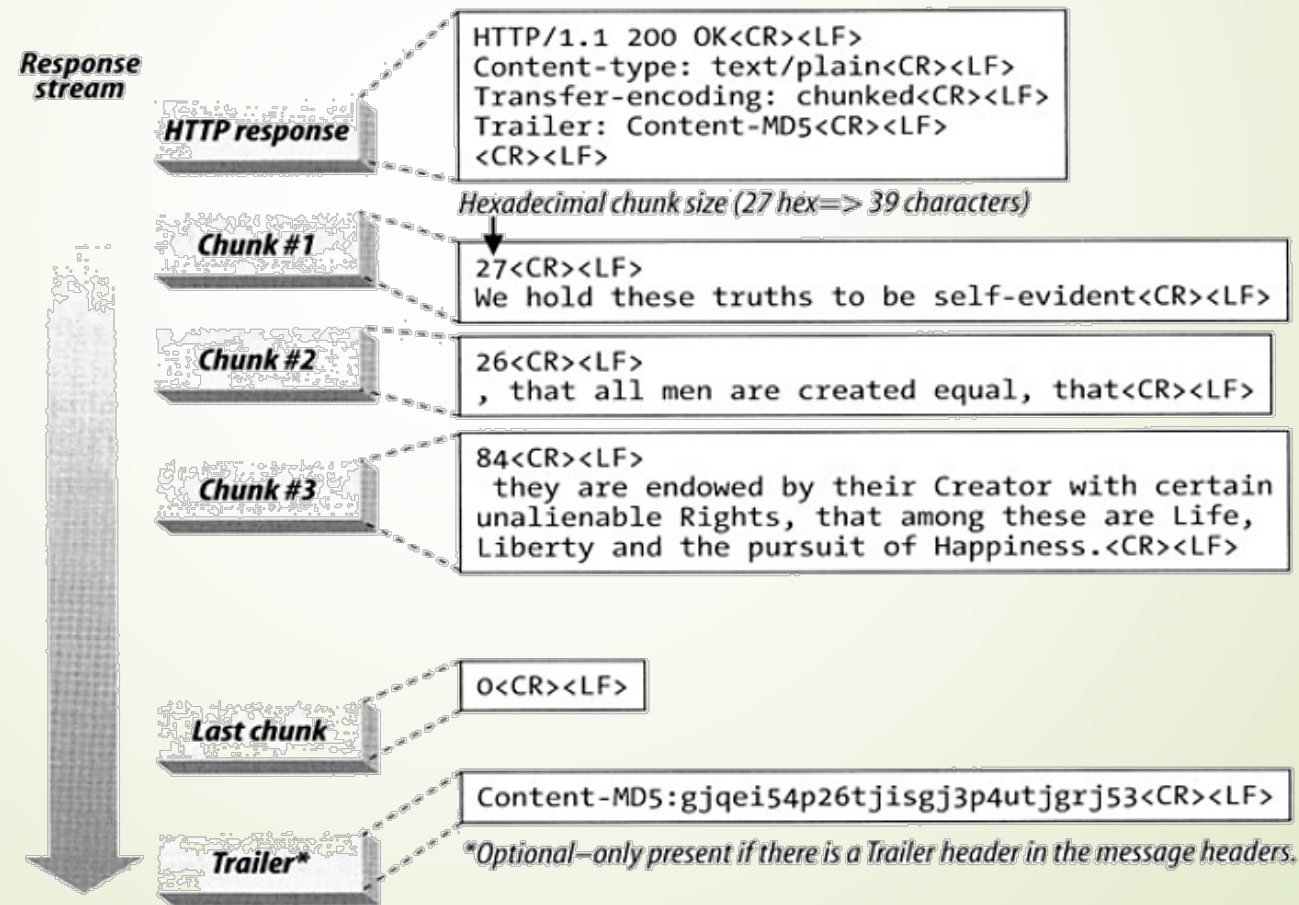 Response
stream
HTTP response
HTTP/1.1 200 OK<CR><LF>
Content-type: text/plain<CR><LF>
Transfer-encoding: chunked<CR><LF>
Trailer: Content-MD5<CR><LF>
<CR><LF>
Hexadecimal chunk size (27 hex=> 39 characters)
Chunk #1
27<CR><LF>
We hold these truths to be self-evident<CR><LF>
Chunk #2
26<CR><LF>
, that all men are created equal, that<CR><LF>
Chunk #3
84<CR><LF>
they are endowed by their Creator with certain
unalienable Rights, that among these are Life,
Liberty and the pursuit of Happiness.<CR><LF>
Last chunk
0<CR><LF>
Trailer*
Content-MD5:gjqei54p26tjisgj3p4utjgrj53<CR><LF>
*Optional—only present if there is a Trailer header in the message headers.